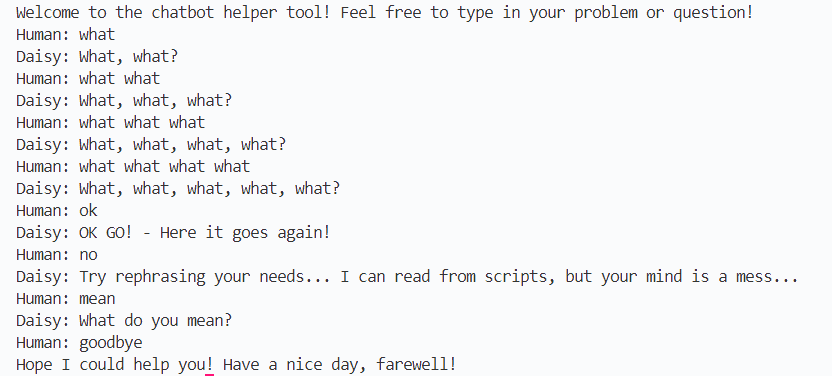 Welcome to the chatbot helper tool! Feel free to type in your problem or question!
Human: what
Daisy: What, what?
Human: what what
Daisy: What, what, what?
Human: what what what
Daisy: What, what, what, what?
Human: what what what what
Daisy: What, what, what, what, what?
Human: ok
Daisy: OK GO! - Here it goes again!
Human: no
Daisy: Try rephrasing your needs... I can read from scripts, but your mind is a mess...
Human: mean
Daisy: What do you mean?
Human: goodbye
Hope I could help you! Have a nice day, farewell!